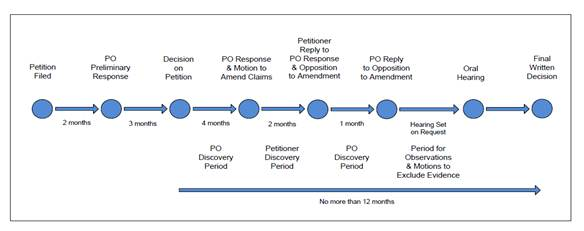 Petition
Filed
PO
Preliminary
Response
Decision
on
Petition
PO Response
& Motion to
Amend Claims
Petitioner
Reply to
PO Response
& Opposition
to Amendment
PO Reply
to Opposition
to Amendment
Oral
Hearing
Final
Written
Decision
2 months
3 months
4 months
2 months
1 month
Hearing Set
on Request
PO
Discovery
Period
Petitioner
Discovery
Period
PO
Discovery
Period
Period for
Observations
& Motions to
Exclude Evidence
No more than 12 months